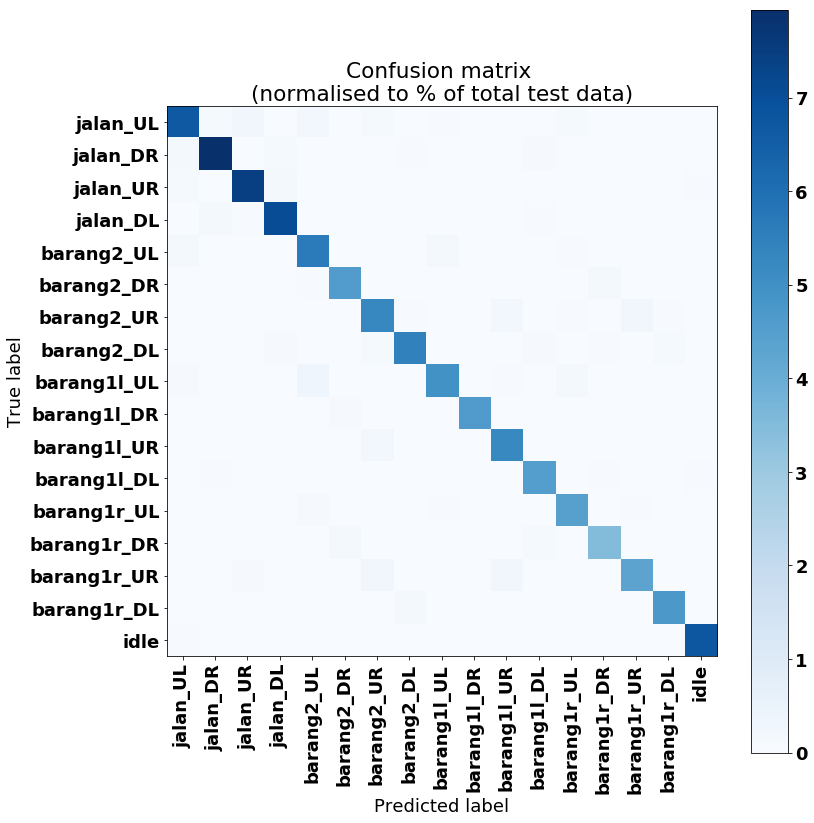 Confusion matrix
(normalised to % of total test data)
True label
jalan_UL
jalan_DR
jalan_UR
jalan_DL
barang2_UL
barang2_DR
barang2_UR
barang2_DL
barang1l_UL
barang1l_DR
barang1l_UR
barang1l_DL
barang1r_UL
barang1r_DR
barang1r_UR
barang1r_DL
idle
jalan_UL
jalan_DR
jalan_UR
jalan_DL
barang2_UL
barang2_DR
barang2_UR
barang2_DL
barang1l_UL
barang1l_DR
barang1l_UR
barang1l_DL
barang1r_UL
barang1r_DR
barang1r_UR
barang1r_DL
idle
Predicted label
7
6
5
4
3
2
1
0